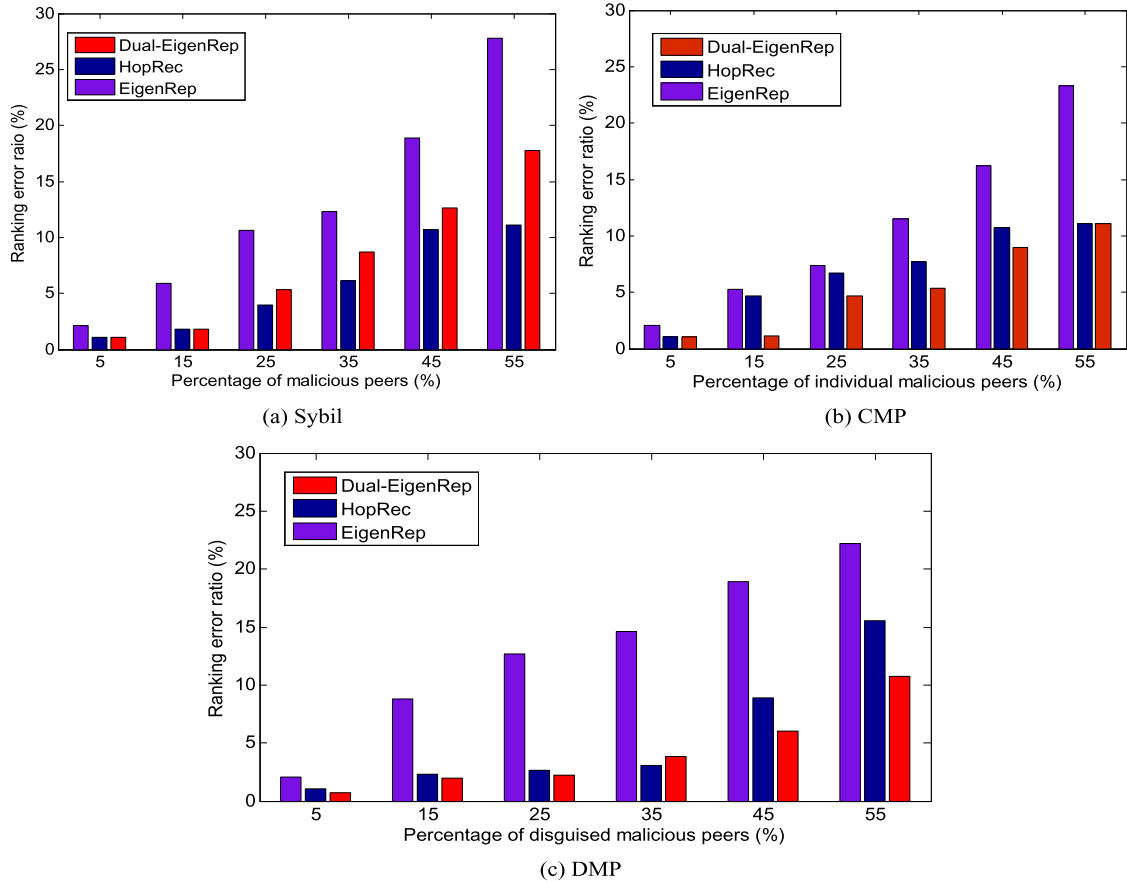 30
25
20
15
10
5
0
Ranking error raio (%)
Dual-EigenRep
HopRec
EigenRep
5 15 25 35 45 55
Percentage of malicious peers (%)
(a) Sybil
30
25
20
15
10
5
0
Ranking error ratio (%)
Dual-EigenRep
HopRec
EigenRep
5 15 25 35 45 55
Percentage of individual malicious peers (%)
(b) CMP
30
25
20
15
10
5
0
Ranking error ratio (%)
Dual-EigenRep
HopRec
EigenRep
5 15 25 35 45 55
Percentage of disguised malicious peers (%)
(c) DMP